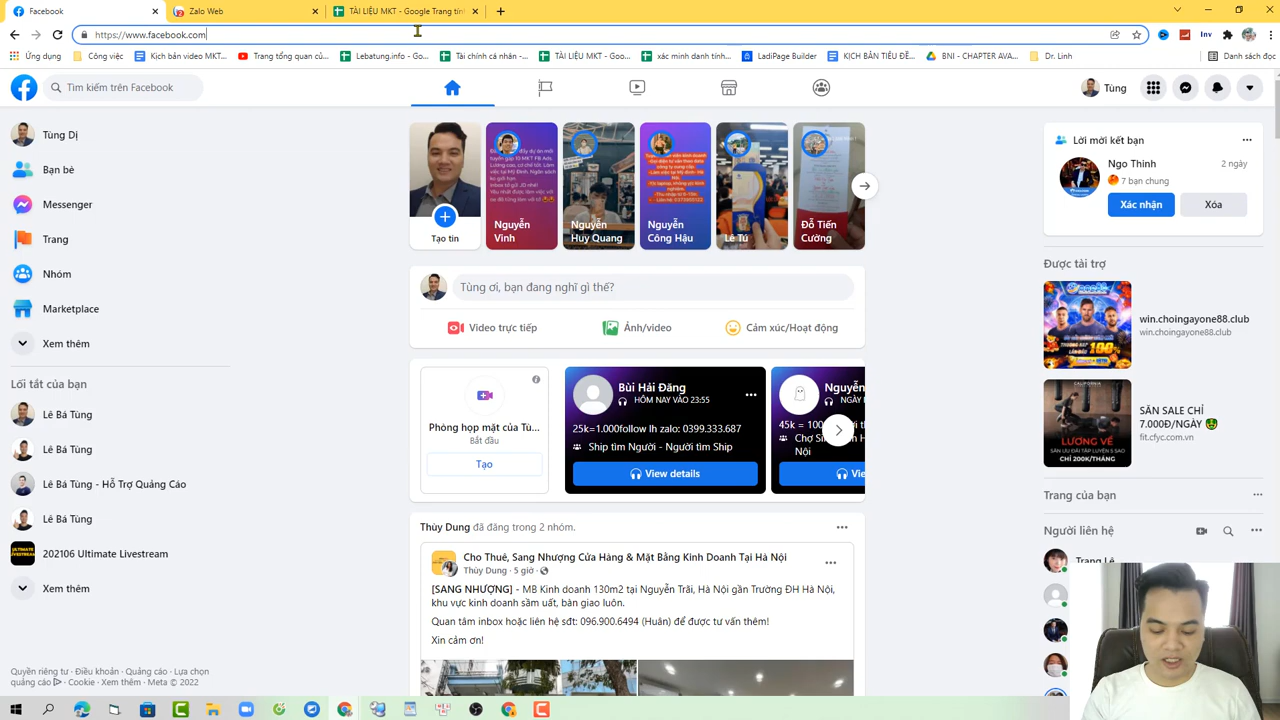 Facebook
Zalo Web
TÀI LIỆU MKT - Google Trang tín
https://www.facebook.com
Ứng dụng
Công việc
Kịch bản video MKT...
Trang tổng quan củ...
Lebatung.info - Go...
Tài chính cá nhân -...
TÀI LIỆU MKT - Goo...
xác minh danh tính...
LadiPage Builder
KỊCH BẢN TIÊU ĐỀ...
BNI - CHAPTER AVA...
Dr. Linh
Danh sách đọc
Inv
Tìm kiếm trên Facebook
Tùng
Tùng Dị
Bạn bè
Messenger
Trang
Nhóm
Marketplace
Xem thêm
Lối tắt của bạn
Lê Bá Tùng
Lê Bá Tùng
Lê Bá Tùng - Hỗ Trợ Quảng Cáo
Lê Bá Tùng
202106 Ultimate Livestream
Xem thêm
Quyền riêng tư · Điều khoản · Quảng cáo · Lựa chọn
quảng cáo · Cookie · Xem thêm · Meta © 2022
Tạo tin
Nguyễn
Vinh
Nguyễn
Huy Quang
Nguyễn
Công Hậu
Lê Tú
Đỗ Tiến
Cường
Tùng ơi, bạn đang nghĩ gì thế?
Video trực tiếp
Ảnh/video
Cảm xúc/Hoạt động
Phòng họp mặt của Tù...
Bắt đầu
Tạo
Bùi Hải Đăng
HÔM NAY VÀO 23:55
25k=1.000follow lh zalo: 0399.333.687
Ship tìm Người - Người tìm Ship
View details
Thùy Dung đã đăng trong 2 nhóm.
Cho Thuê, Sang Nhượng Cửa Hàng & Mặt Bằng Kinh Doanh Tại Hà Nội
Thùy Dung · 5 giờ ·
[SANG NHƯỢNG] - MB Kinh doanh 130m2 tại Nguyễn Trãi, Hà Nội gần Trường ĐH Hà Nội,
khu vực kinh doanh sầm uất, bàn giao luôn.
Quan tâm inbox hoặc liên hệ sđt: 096.900.6494 (Huân) để được tư vấn thêm!
Xin cảm ơn!
Lời mời kết bạn
Ngo Thinh
2 ngày
7 bạn chung
Xác nhận
Xóa
Được tài trợ
win.choingayone88.club
win.choingayone88.club
SĂN SALE CHỈ
7.000Đ/NGÀY
fit.cfyc.com.vn
CALIFORNIA
LƯƠNG VỀ
CHỈ 200K/THÁNG
Trang của bạn
Người liên hệ
Trang Lê